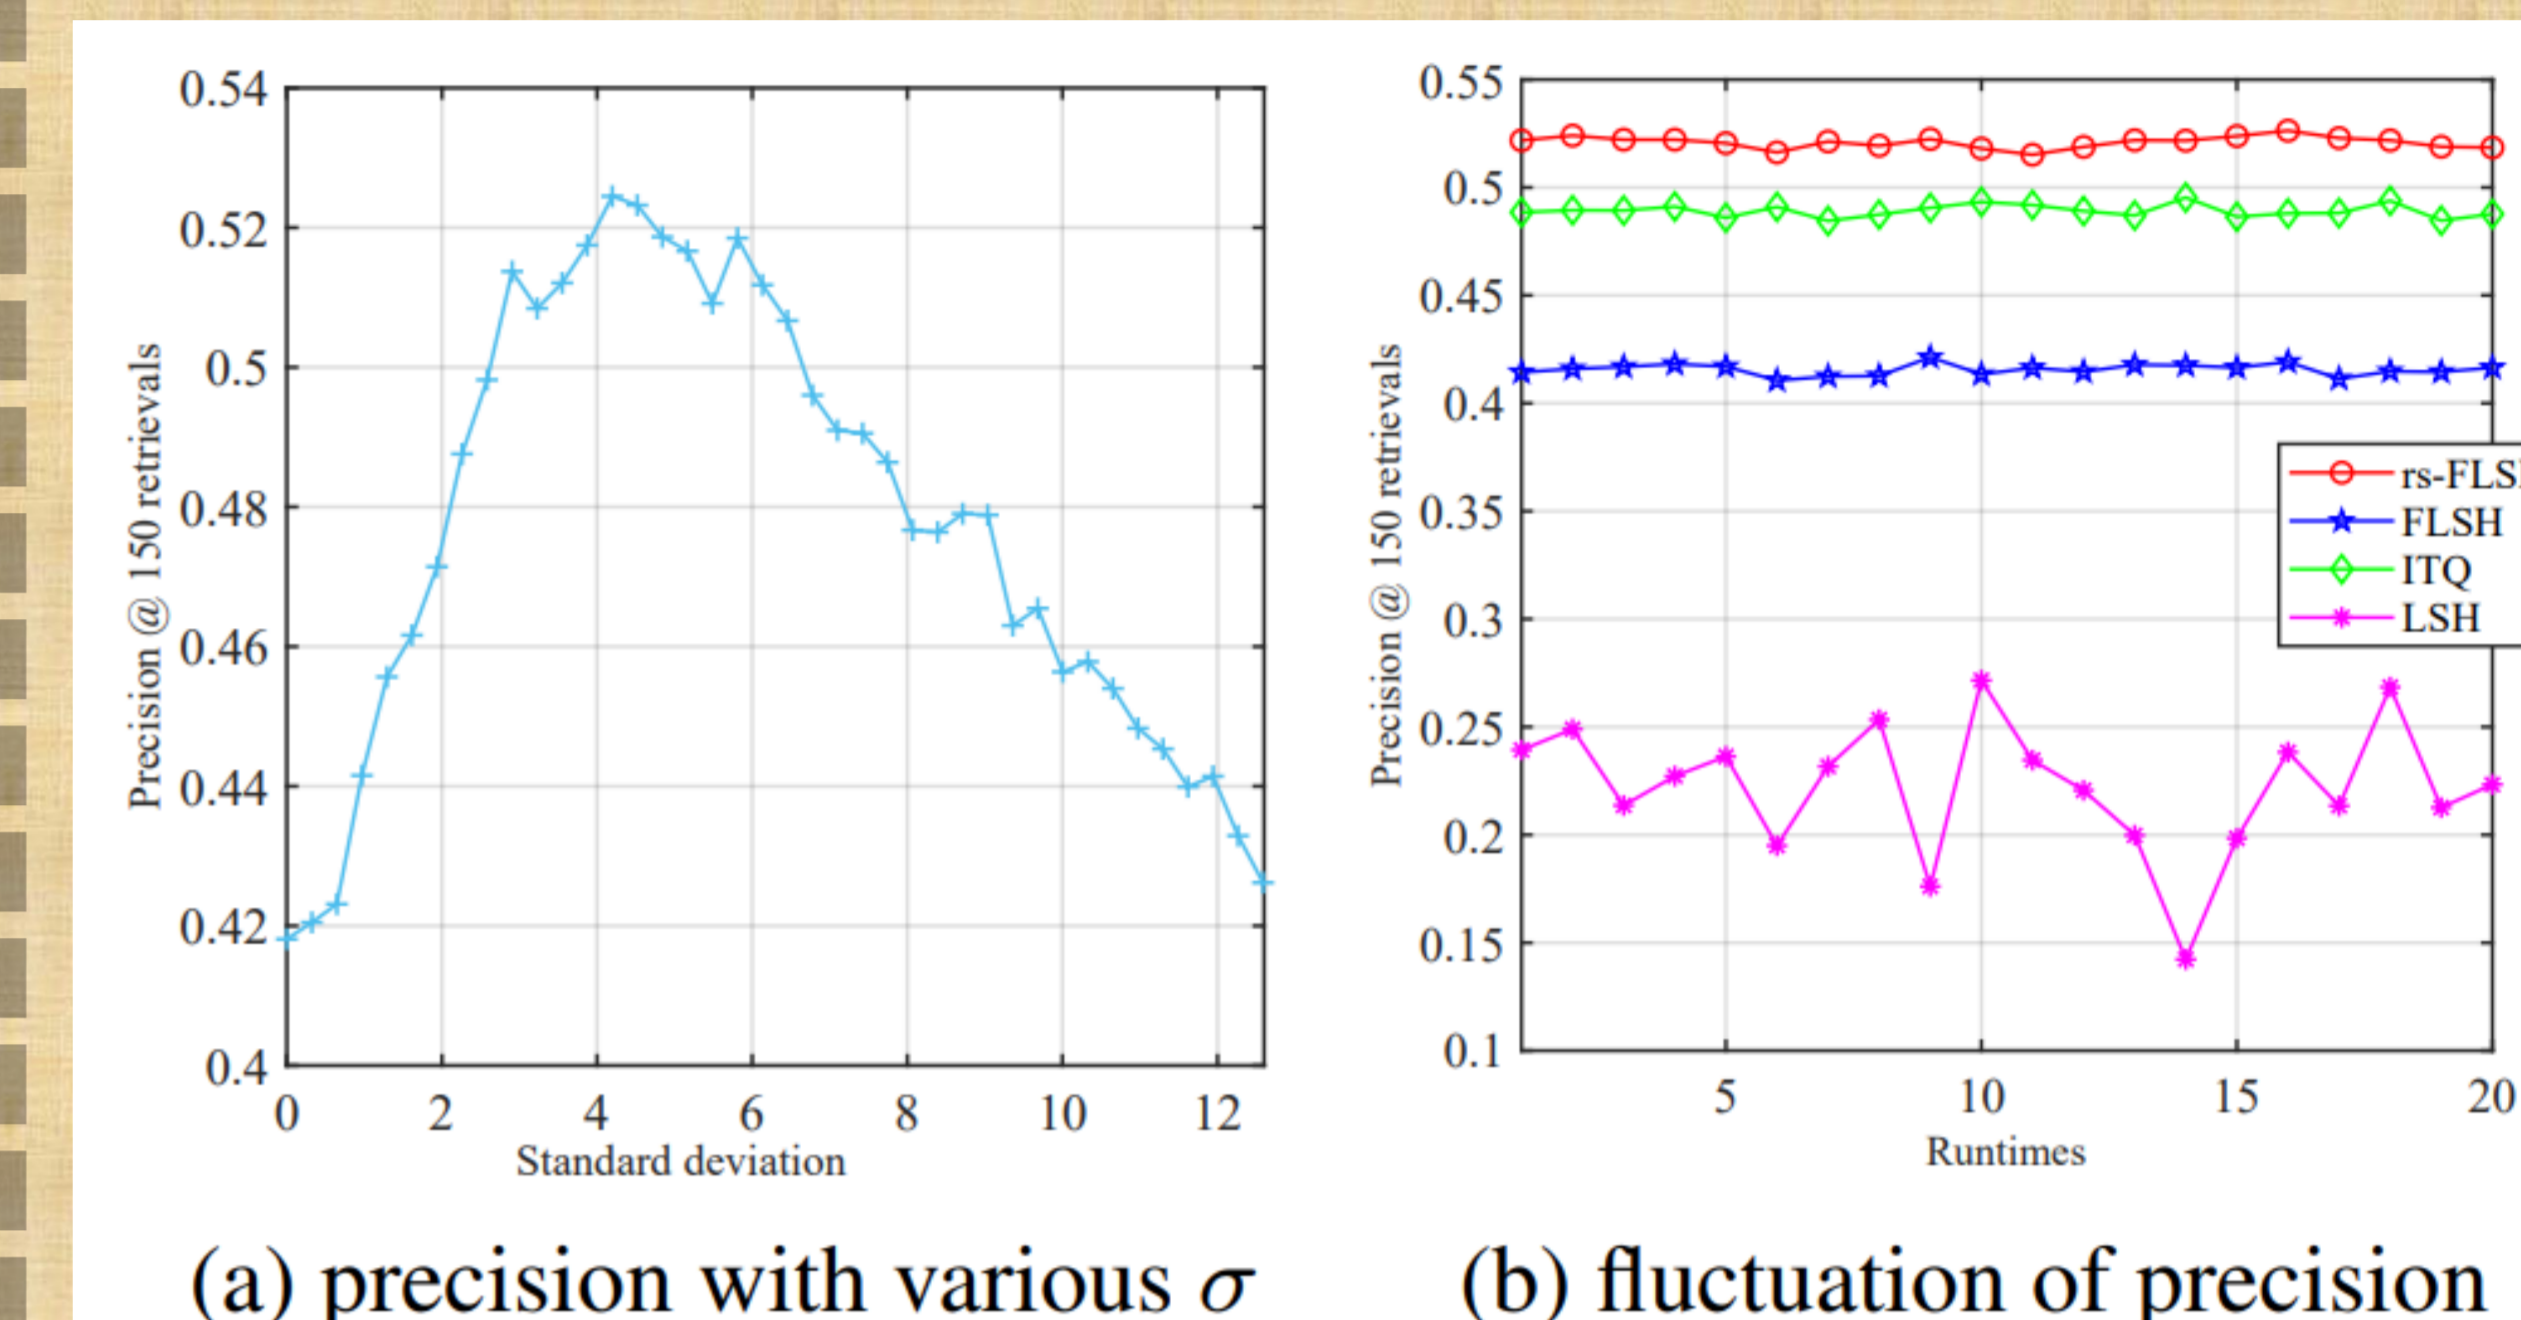 0.54
0.52
0.5
0.48
0.46
0.44
0.42
0.4
Precision @ 150 retrievals
0 2 4 6 8 10 12
Standard deviation
(a) precision with various σ
0.55
0.5
0.45
0.4
0.35
0.3
0.25
0.2
0.15
0.1
Precision @ 150 retrievals
rs-FLS
FLSH
ITQ
LSH
5 10 15 20
Runtimes
(b) fluctuation of precision